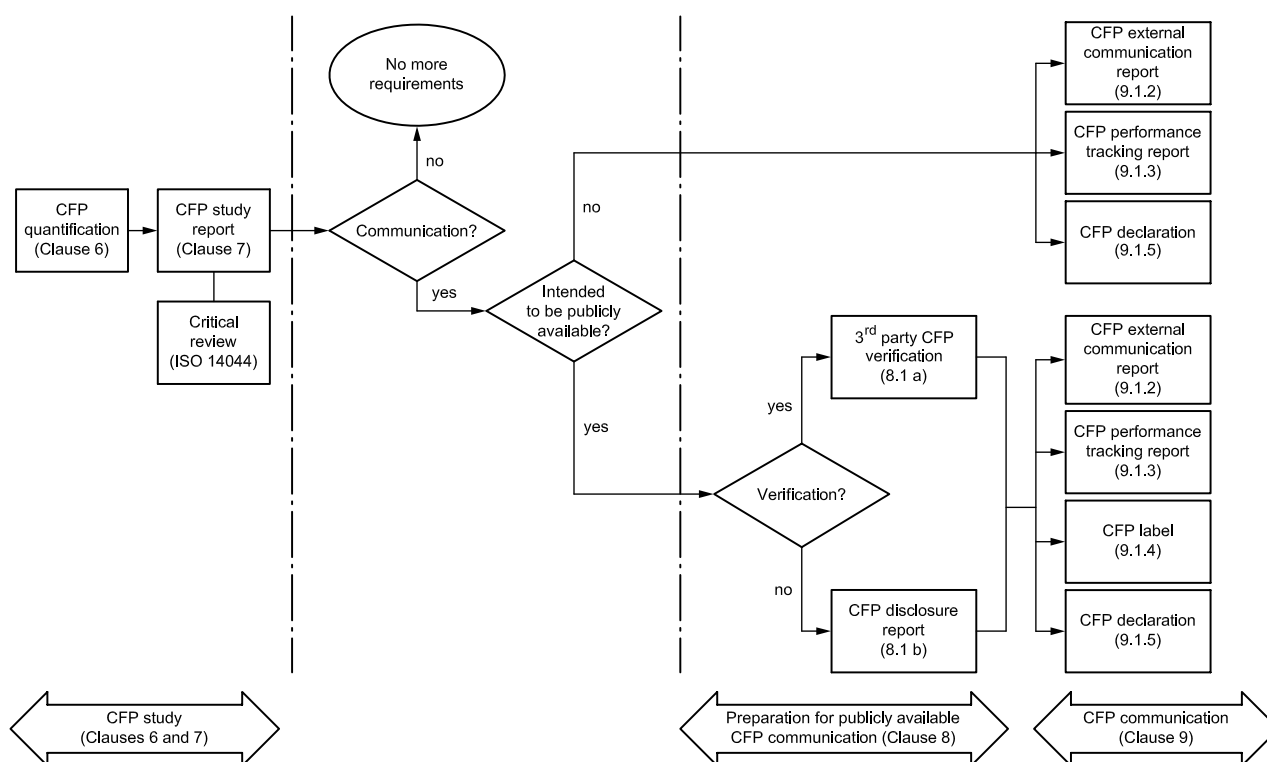 CFP
quantification
(Clause 6)
CFP study
report
(Clause 7)
Critical
review
(ISO 14044)
No more
requirements
no
Communication?
yes
Intended
to be publicly
available?
no
yes
Verification?
yes
no
3rd party CFP
verification
(8.1 a)
CFP disclosure
report
(8.1 b)
CFP external
communication
report
(9.1.2)
CFP performance
tracking report
(9.1.3)
CFP declaration
(9.1.5)
CFP external
communication
report
(9.1.2)
CFP performance
tracking report
(9.1.3)
CFP label
(9.1.4)
CFP declaration
(9.1.5)
CFP study
(Clauses 6 and 7)
Preparation for publicly available
CFP communication (Clause 8)
CFP communication
(Clause 9)